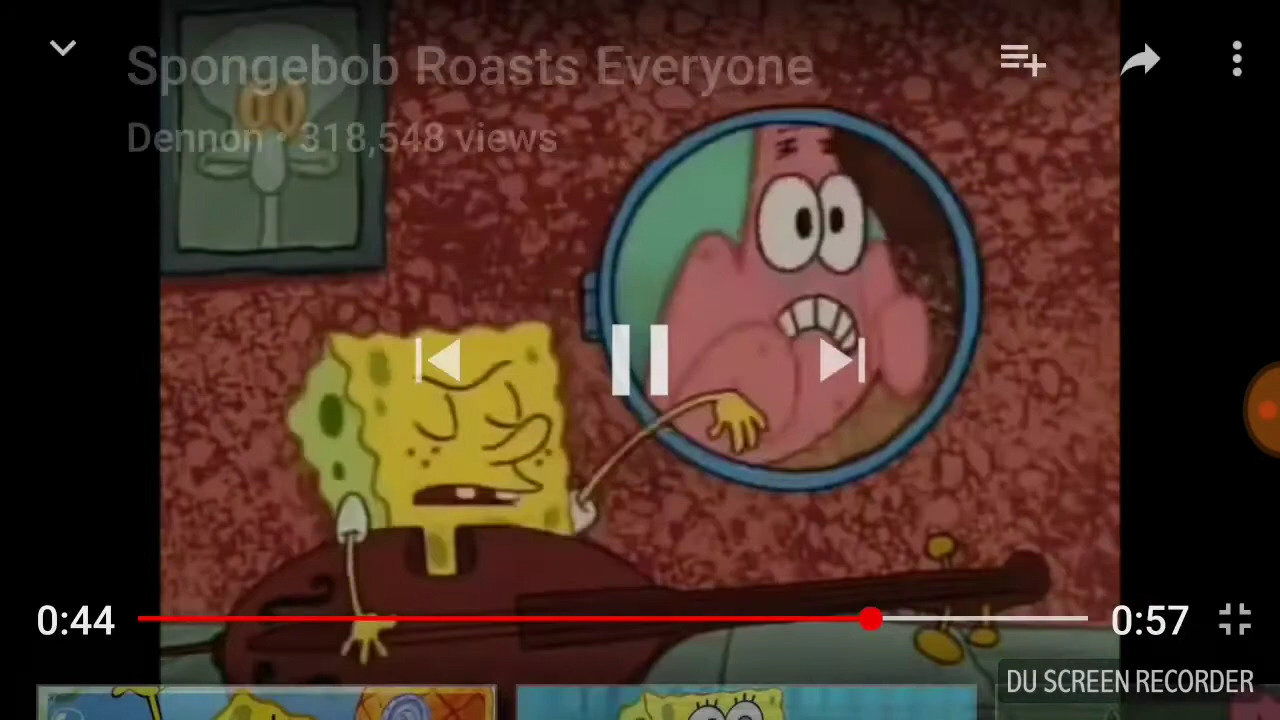 Spongebob Roasts Everyone
Dennon · 318,548 views
0:44
0:57
DU SCREEN RECORDER